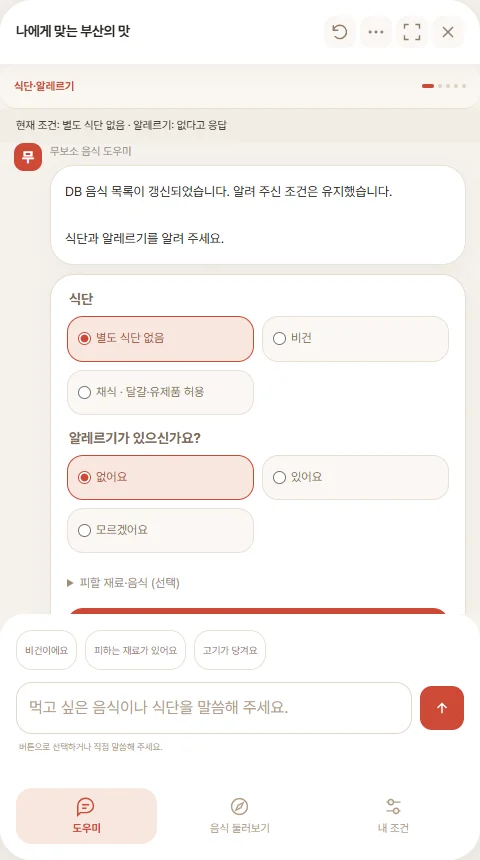 나에게 맞는 부산의 맛
식단·알레르기
현재 조건: 별도 식단 없음 · 알레르기: 없다고 응답
무
무보소 음식 도우미
DB 음식 목록이 갱신되었습니다. 알려 주신 조건은 유지했습니다.
식단과 알레르기를 알려 주세요.
식단
별도 식단 없음
비건
채식 · 달걀·유제품 허용
알레르기가 있으신가요?
없어요
있어요
모르겠어요
▶ 피할 재료·음식 (선택)
비건이에요
피하는 재료가 있어요
고기가 당겨요
먹고 싶은 음식이나 식단을 말씀해 주세요.
버튼으로 선택하거나 직접 말씀해 주세요.
도우미
음식 둘러보기
내 조건